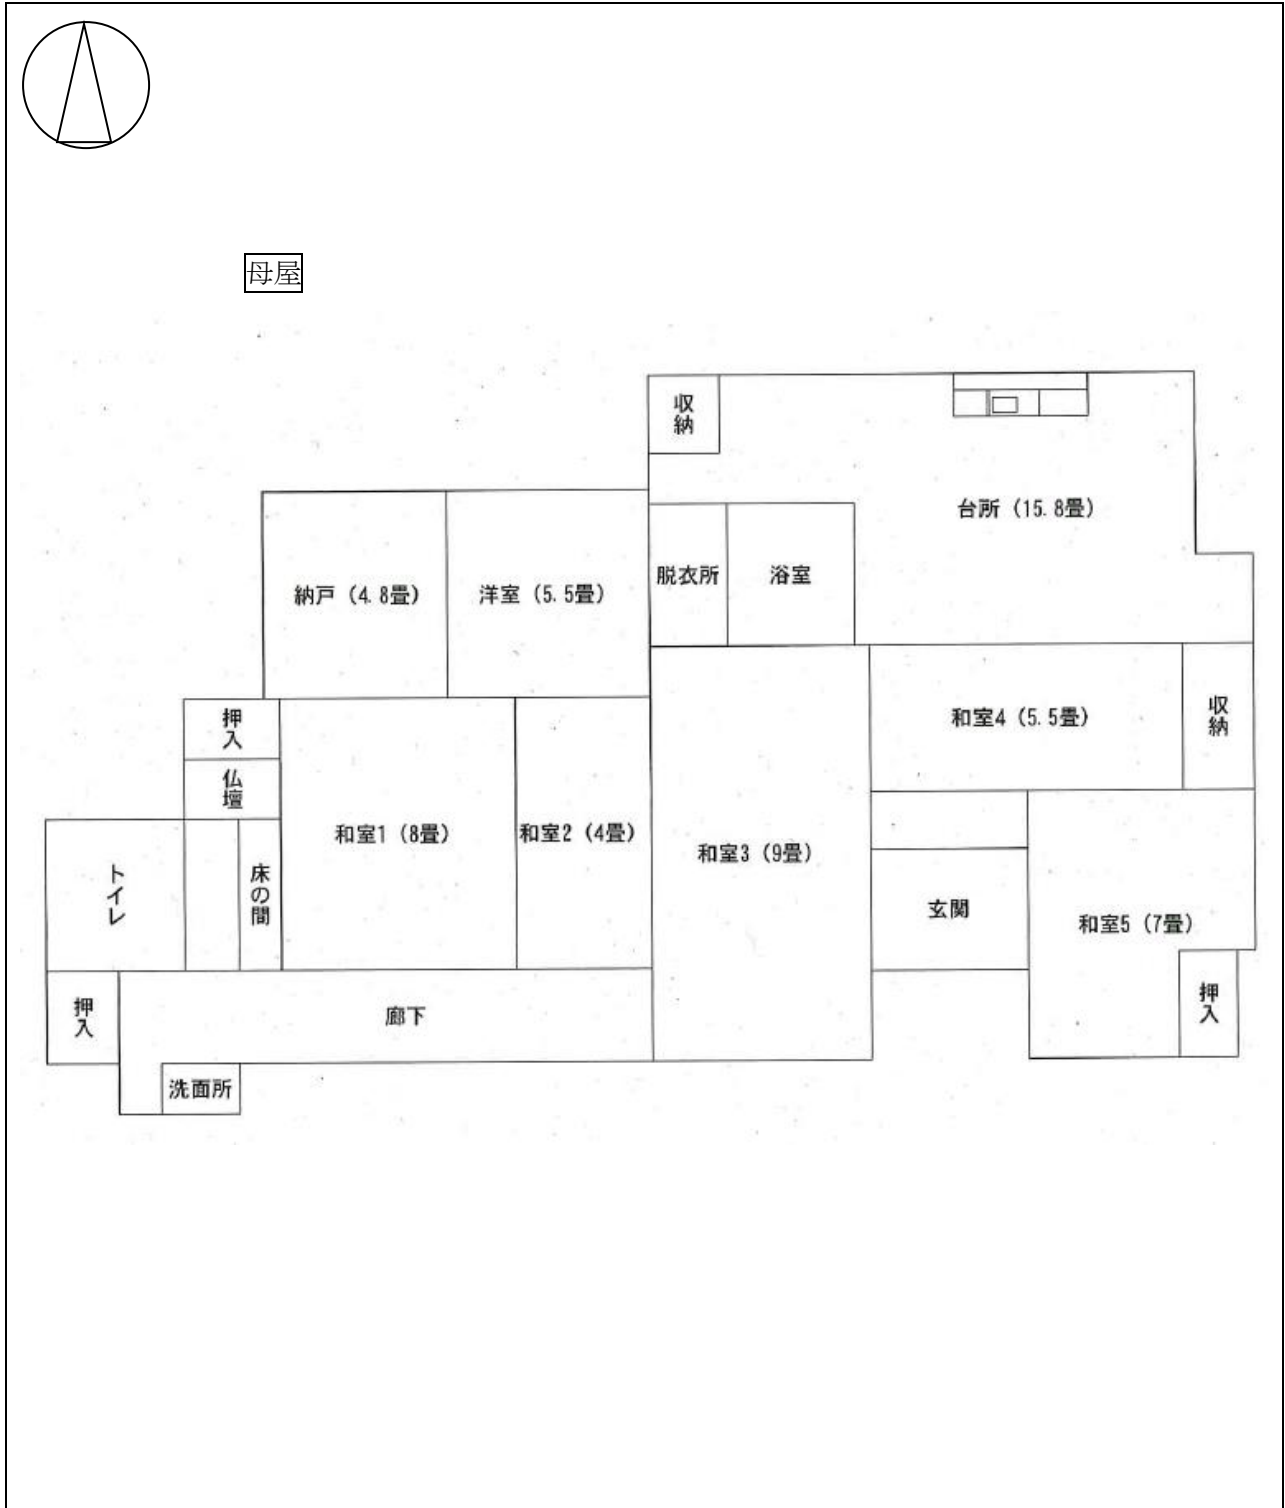 母屋
収納
台所（15.8畳）
脱衣所
浴室
納戸（4.8畳）
洋室（5.5畳）
押入
仏壇
和室1（8畳）
和室2（4畳）
和室3（9畳）
和室4（5.5畳）
収納
トイレ
床の間
玄関
和室5（7畳）
押入
廊下
押入
洗面所